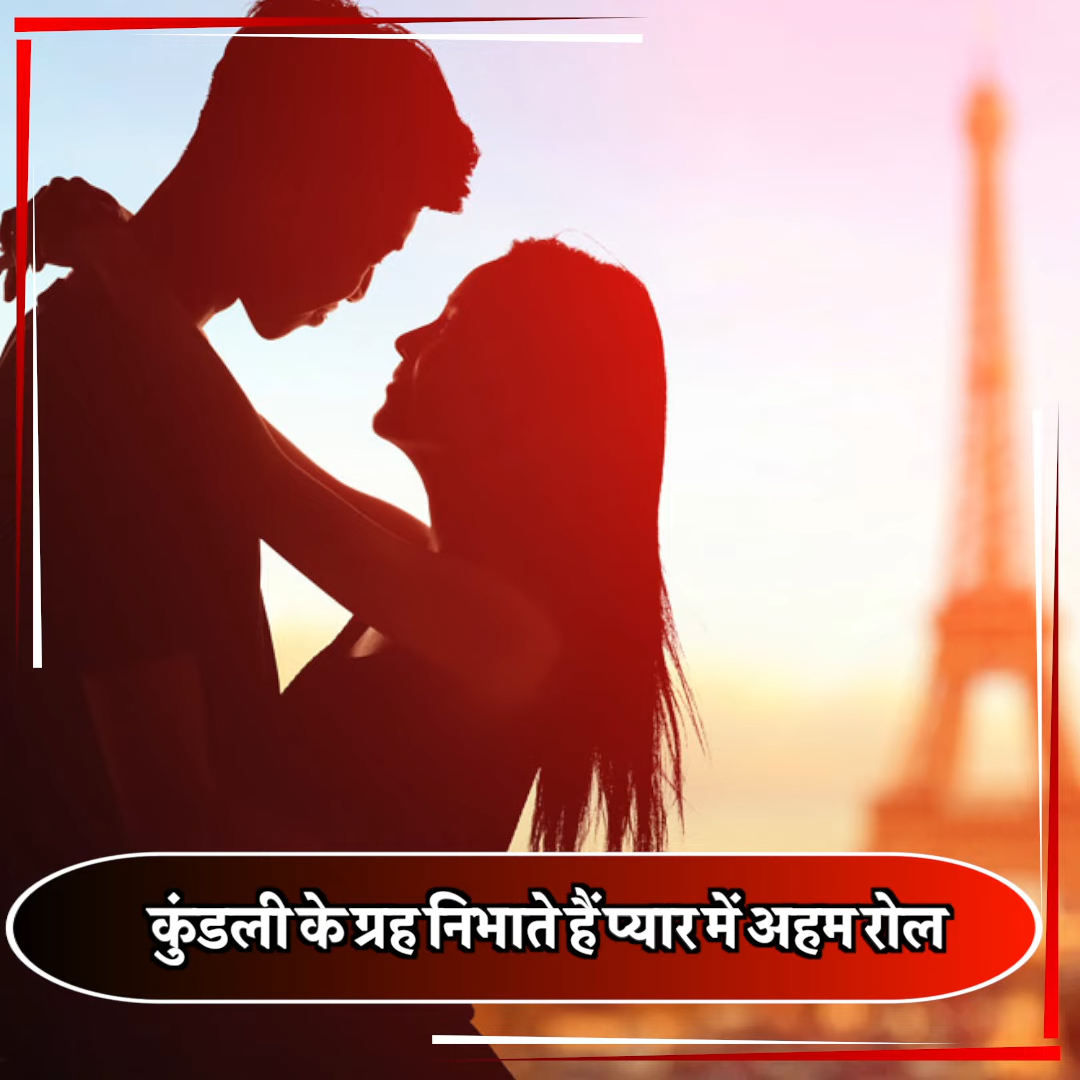 कुंडली के ग्रह निभाते हैं प्यार में अहम रोल